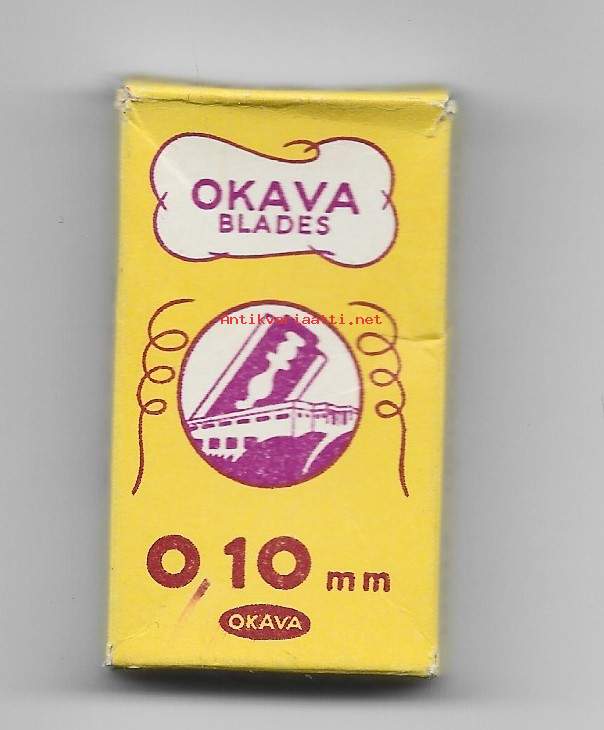 OKAVA
BLADES
Antikvariaatti.net
0,10 mm
OKAVA